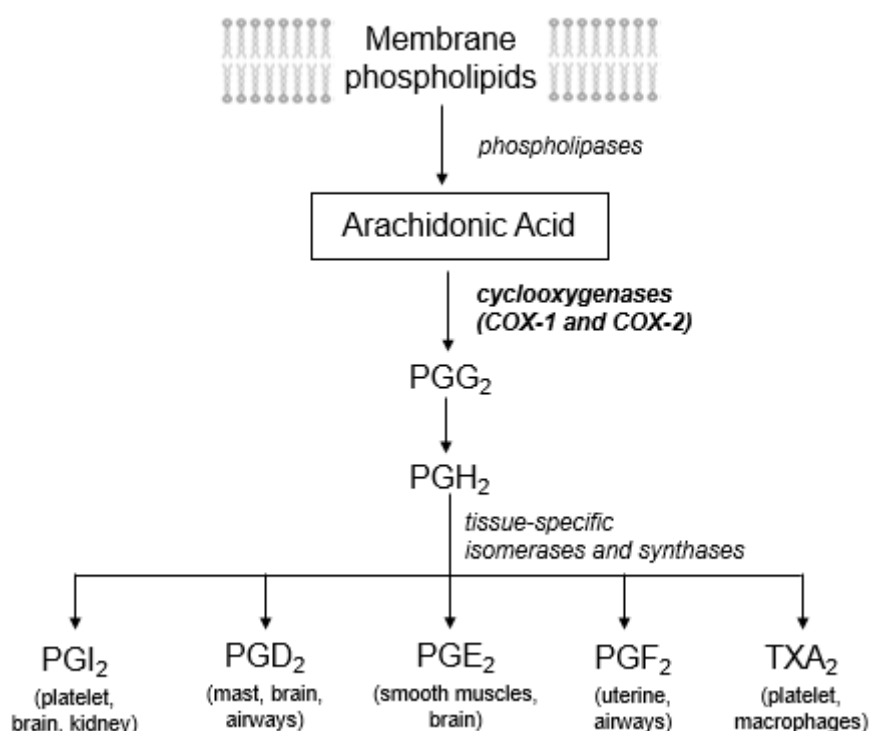 Membrane
phospholipids
phospholipases
Arachidonic Acid
cyclooxygenases
(COX-1 and COX-2)
PGG₂
PGH₂
tissue-specific
isomerases and synthases
PGI₂
(platelet,
brain, kidney)
PGD₂
(mast, brain,
airways)
PGE₂
(smooth muscles,
brain)
PGF₂
(uterine,
airways)
TXA₂
(platelet,
macrophages)